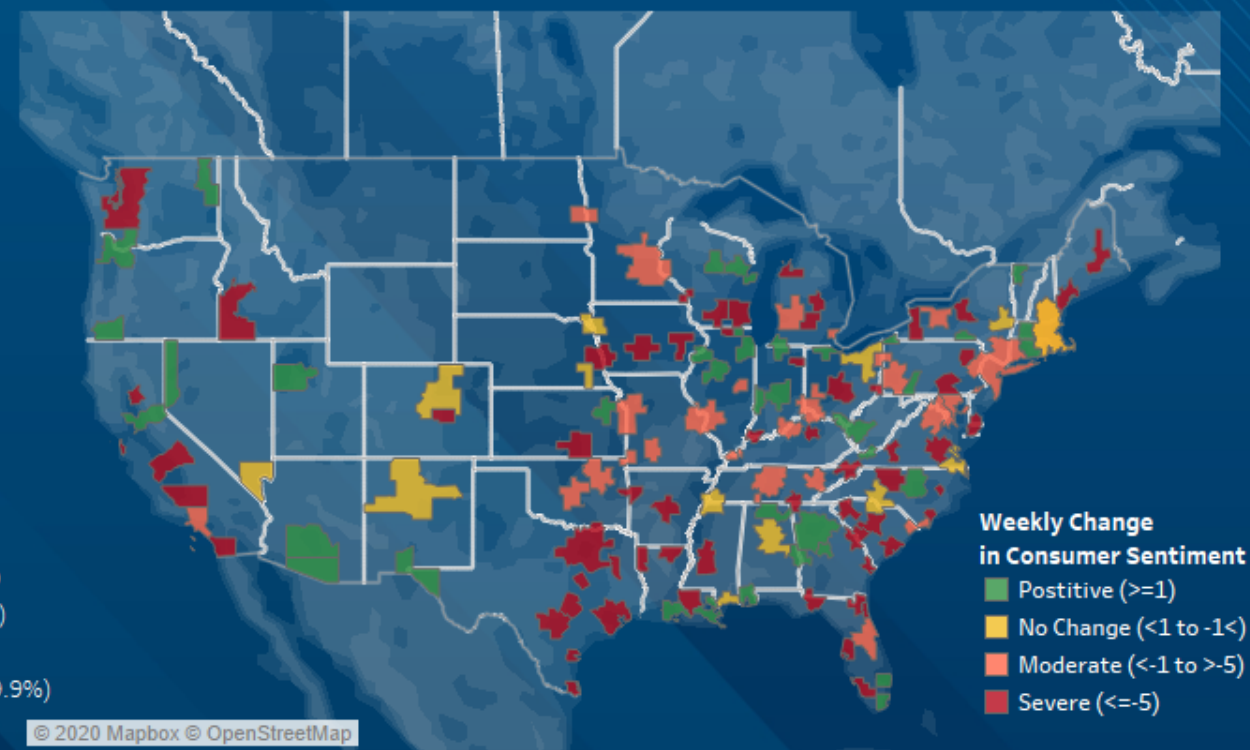 Weekly Change
in Consumer Sentiment
Postitive (>=1)
No Change (<1 to -1<)
Moderate (<-1 to >-5)
Severe (<=-5)
.9%)
© 2020 Mapbox © OpenStreetMap